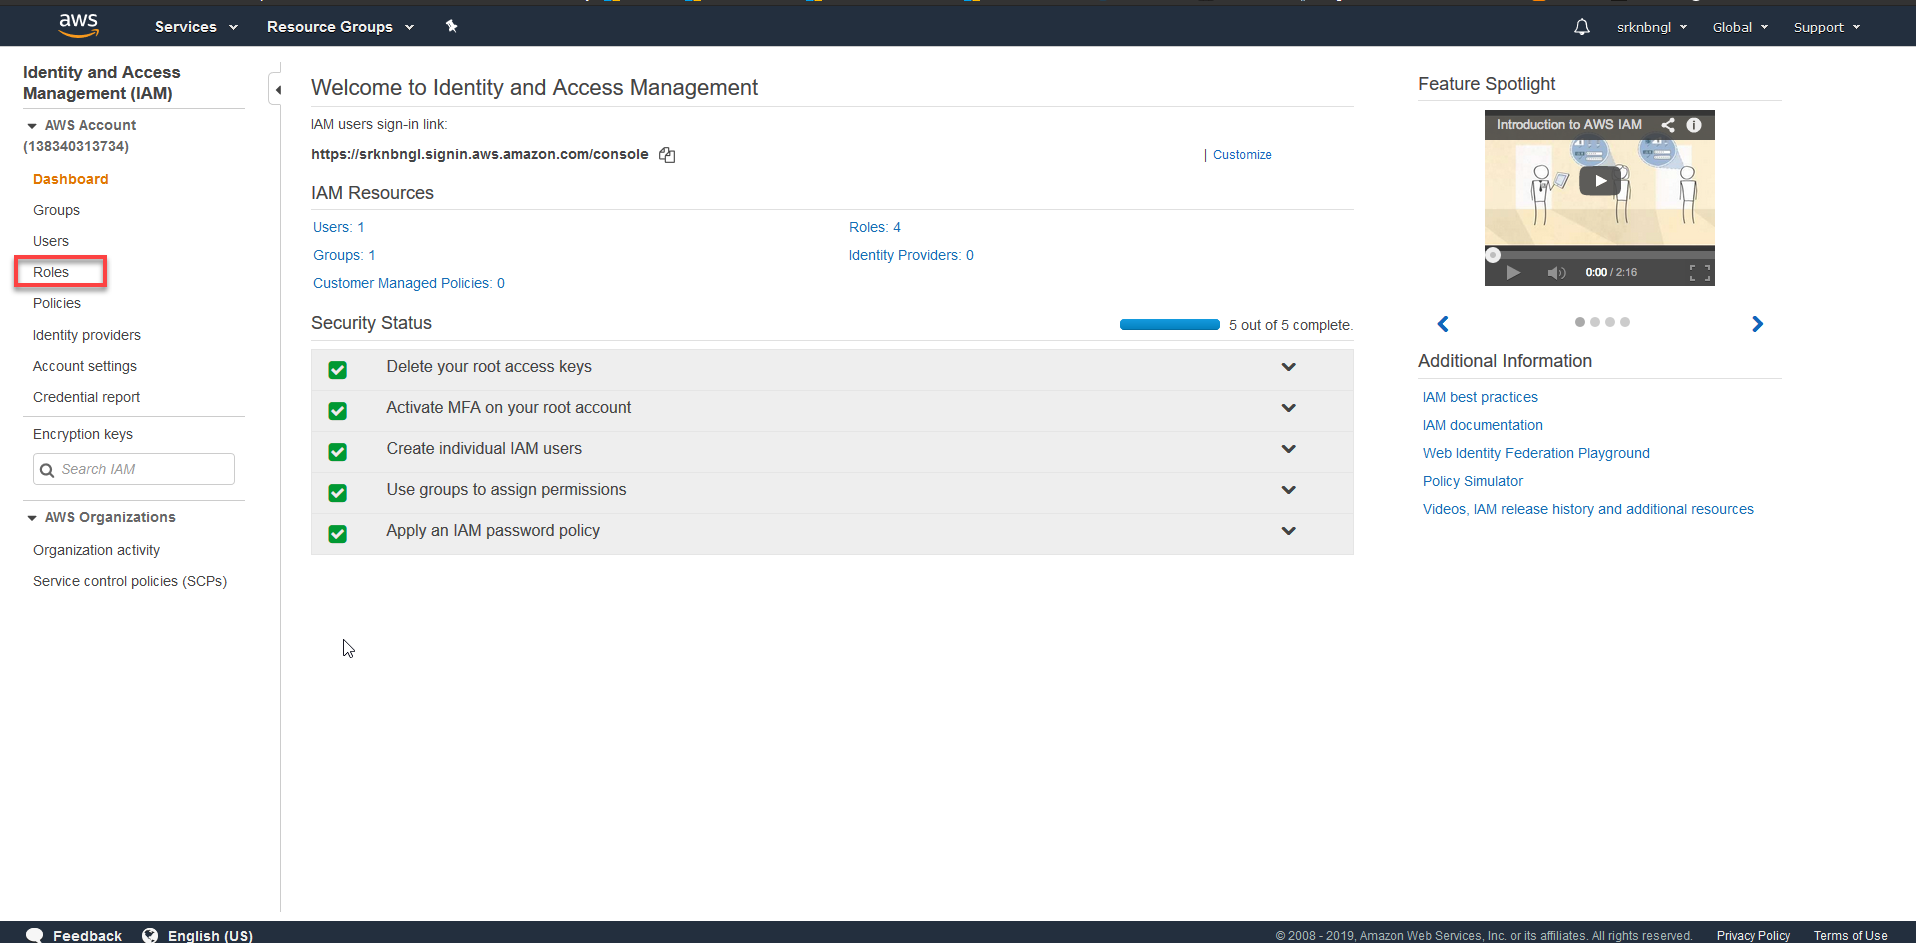 aws
Services
Resource Groups
srknbngl
Global
Support
Identity and Access
Management (IAM)
AWS Account
(138340313734)
Dashboard
Groups
Users
Roles
Policies
Identity providers
Account settings
Credential report
Encryption keys
Search IAM
AWS Organizations
Organization activity
Service control policies (SCPs)
Welcome to Identity and Access Management
IAM users sign-in link:
https://srknbngl.signin.aws.amazon.com/console
| Customize
IAM Resources
Users: 1
Roles: 4
Groups: 1
Identity Providers: 0
Customer Managed Policies: 0
Security Status
5 out of 5 complete.
Delete your root access keys
Activate MFA on your root account
Create individual IAM users
Use groups to assign permissions
Apply an IAM password policy
Feature Spotlight
Introduction to AWS IAM
0:00 / 2:16
Additional Information
IAM best practices
IAM documentation
Web Identity Federation Playground
Policy Simulator
Videos, IAM release history and additional resources
Feedback
English (US)
© 2008 - 2019, Amazon Web Services, Inc. or its affiliates. All rights reserved.
Privacy Policy
Terms of Use